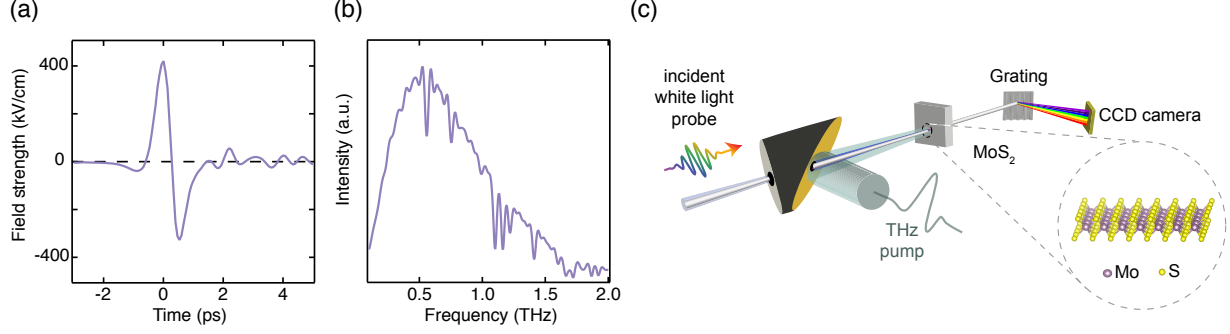 (a)
Field strength (kV/cm)
400
0
-400
-2
0
2
4
Time (ps)
(b)
Intensity (a.u.)
0.5
1.0
1.5
2.0
Frequency (THz)
(c)
incident
white light
probe
THz
pump
MoS2
Grating
CCD camera
Mo
S